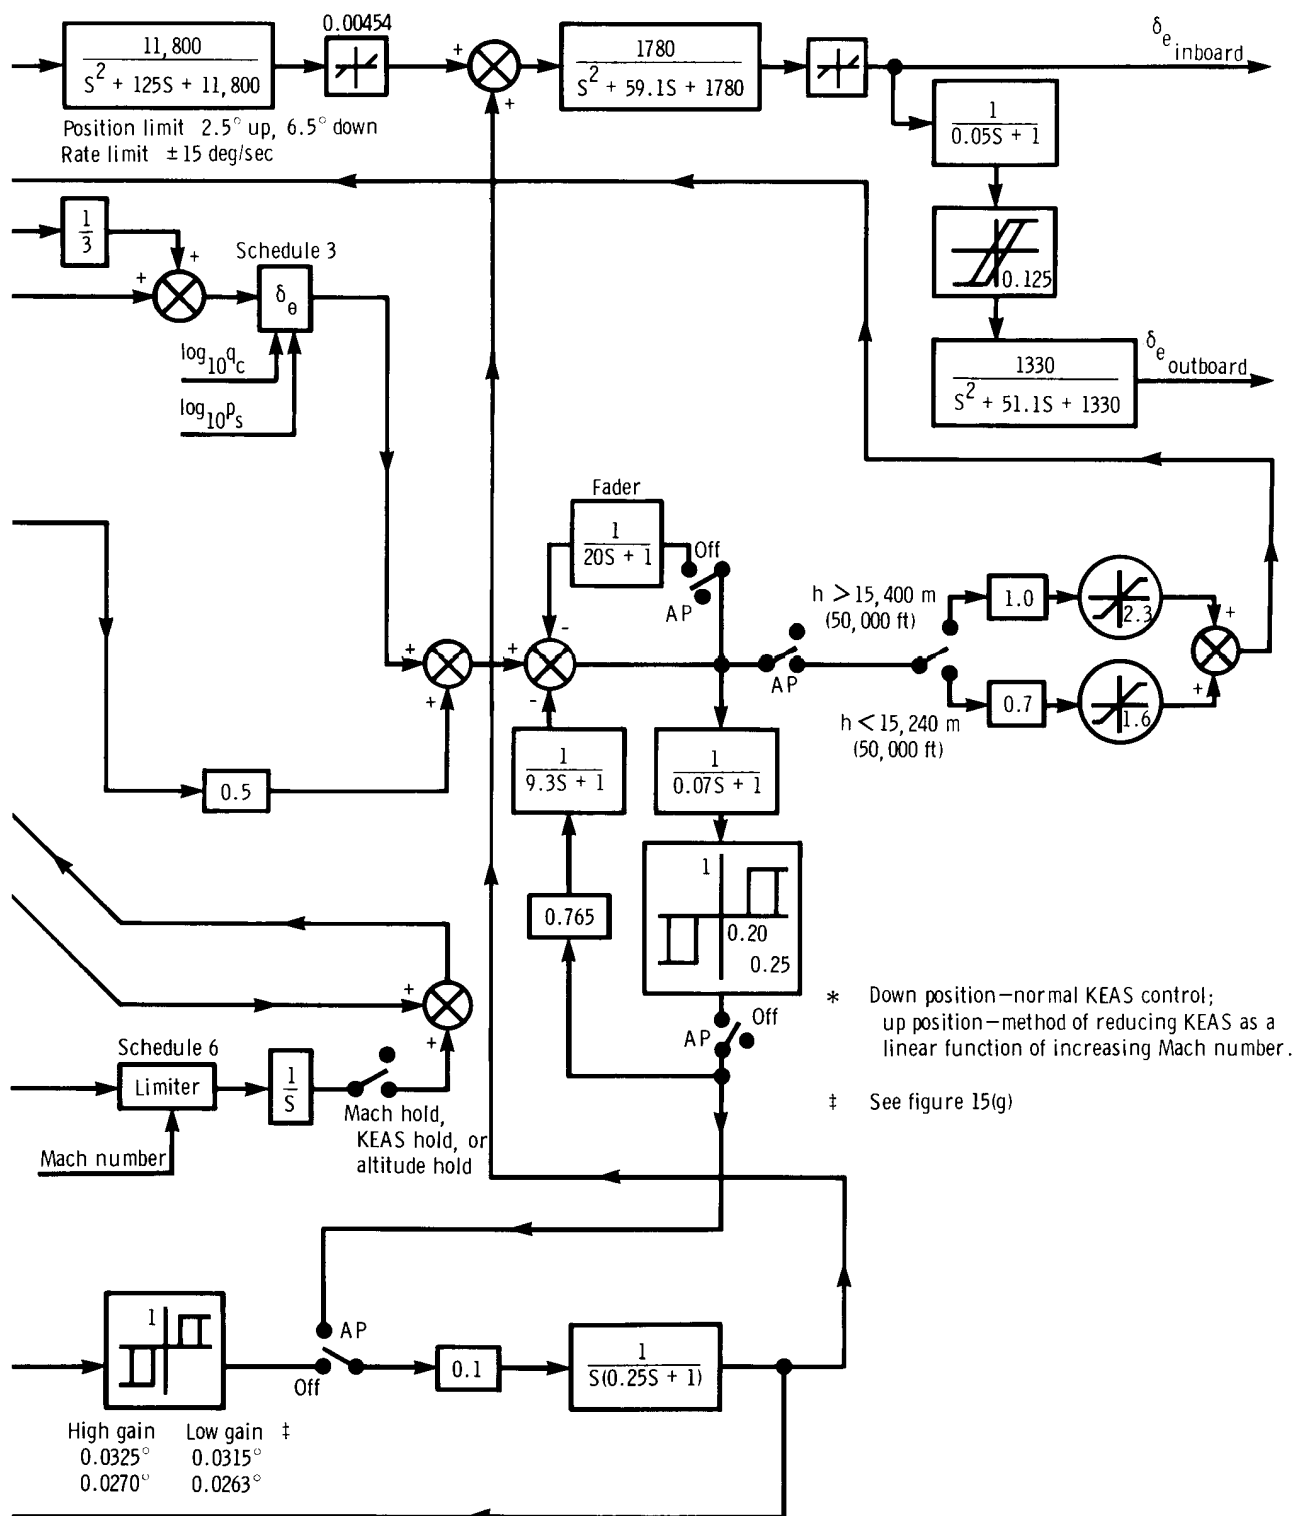 0.00454
11,800
S² + 125S + 11,800
+
+
1780
S² + 59.1S + 1780
δe inboard
Position limit 2.5° up, 6.5° down
Rate limit ±15 deg/sec
1
0.05S + 1
1
3
+
+
Schedule 3
δθ
log10qc
log10ps
0.125
1330
S² + 51.1S + 1330
δe outboard
Fader
1
20S + 1
Off
AP
-
+
-
+
+
AP
h > 15,400 m
(50,000 ft)
1.0
2.3
+
+
h < 15,240 m
(50,000 ft)
0.7
1.6
0.5
1
9.3S + 1
1
0.07S + 1
0.765
1
0.20
0.25
AP
Off
+
+
* Down position—normal KEAS control;
up position—method of reducing KEAS as a
linear function of increasing Mach number.
‡ See figure 15(g)
Schedule 6
Limiter
1
S
Mach hold,
KEAS hold, or
altitude hold
Mach number
1
AP
Off
0.1
1
S(0.25S + 1)
High gain Low gain ‡
0.0325° 0.0315°
0.0270° 0.0263°